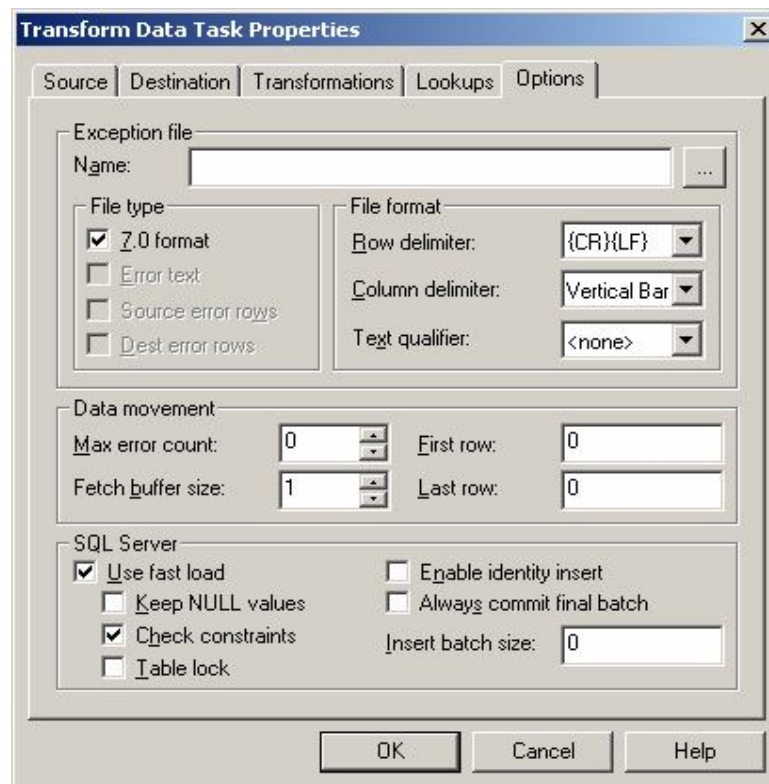 Transform Data Task Properties
Source Destination Transformations Lookups Options
Exception file
Name: ...
File type
7.0 format
Error text
Source error rows
Dest error rows
File format
Row delimiter: {CR}{LF}
Column delimiter: Vertical Bar
Text qualifier: <none>
Data movement
Max error count: 0 First row: 0
Fetch buffer size: 1 Last row: 0
SQL Server
Use fast load
Keep NULL values
Check constraints
Table lock
Enable identity insert
Always commit final batch
Insert batch size: 0
OK Cancel Help